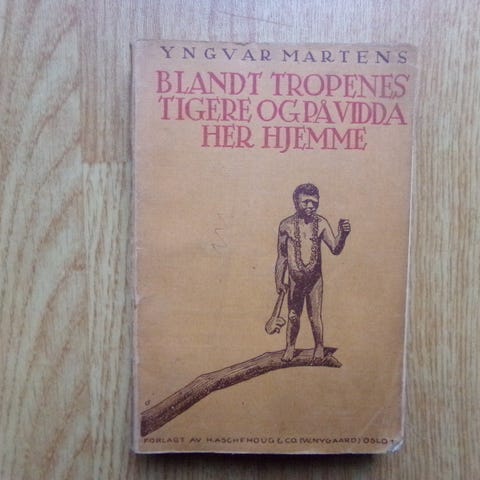 YNGVAR MARTENS
BLANDT TROPENES
TIGERE OG PÅ VIDDA
HER HJEMME
FORLAGT AV H. ASCHEHOUG & CO. (W. NYGAARD) OSLO